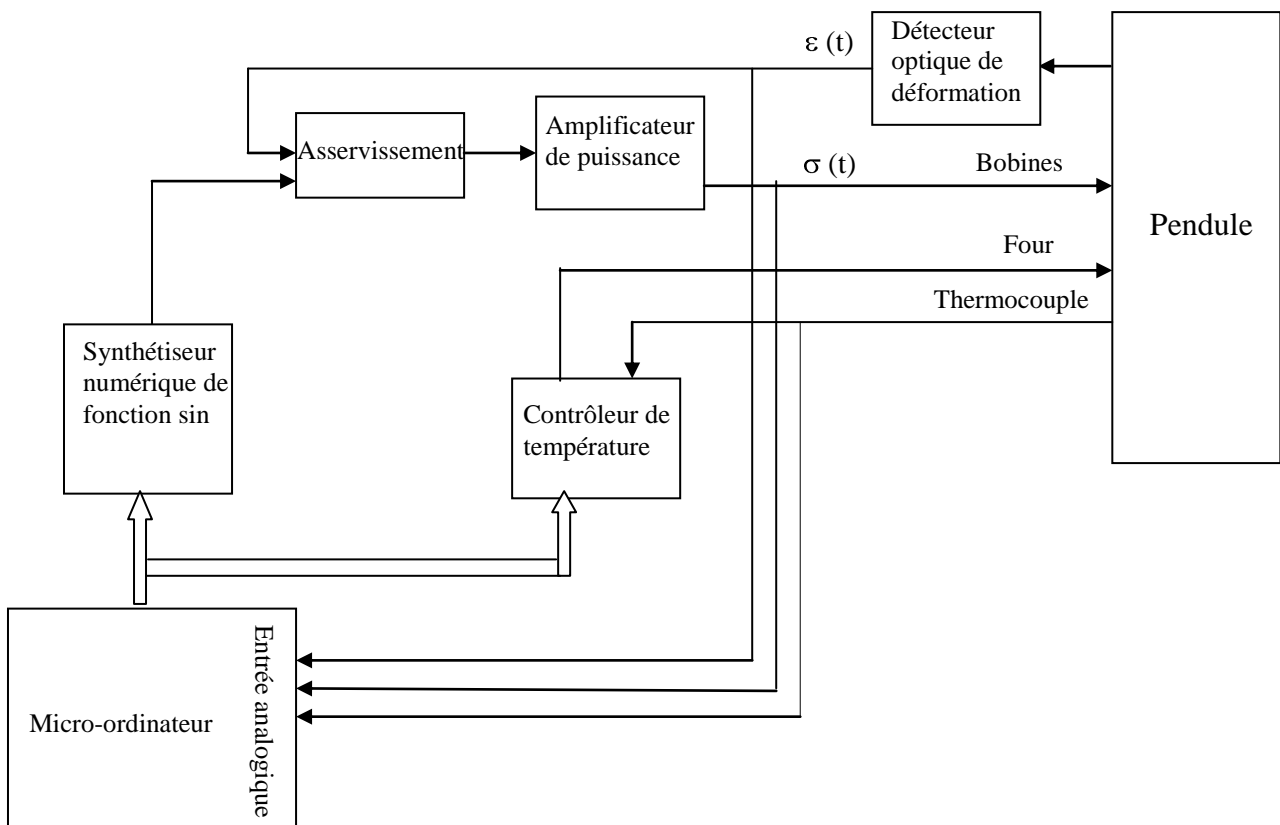 ε (t)
Détecteur
optique de
déformation
Asservissement
Amplificateur
de puissance
σ (t)
Bobines
Pendule
Four
Thermocouple
Synthétiseur
numérique de
fonction sin
Contrôleur de
température
Micro-ordinateur
Entrée analogique